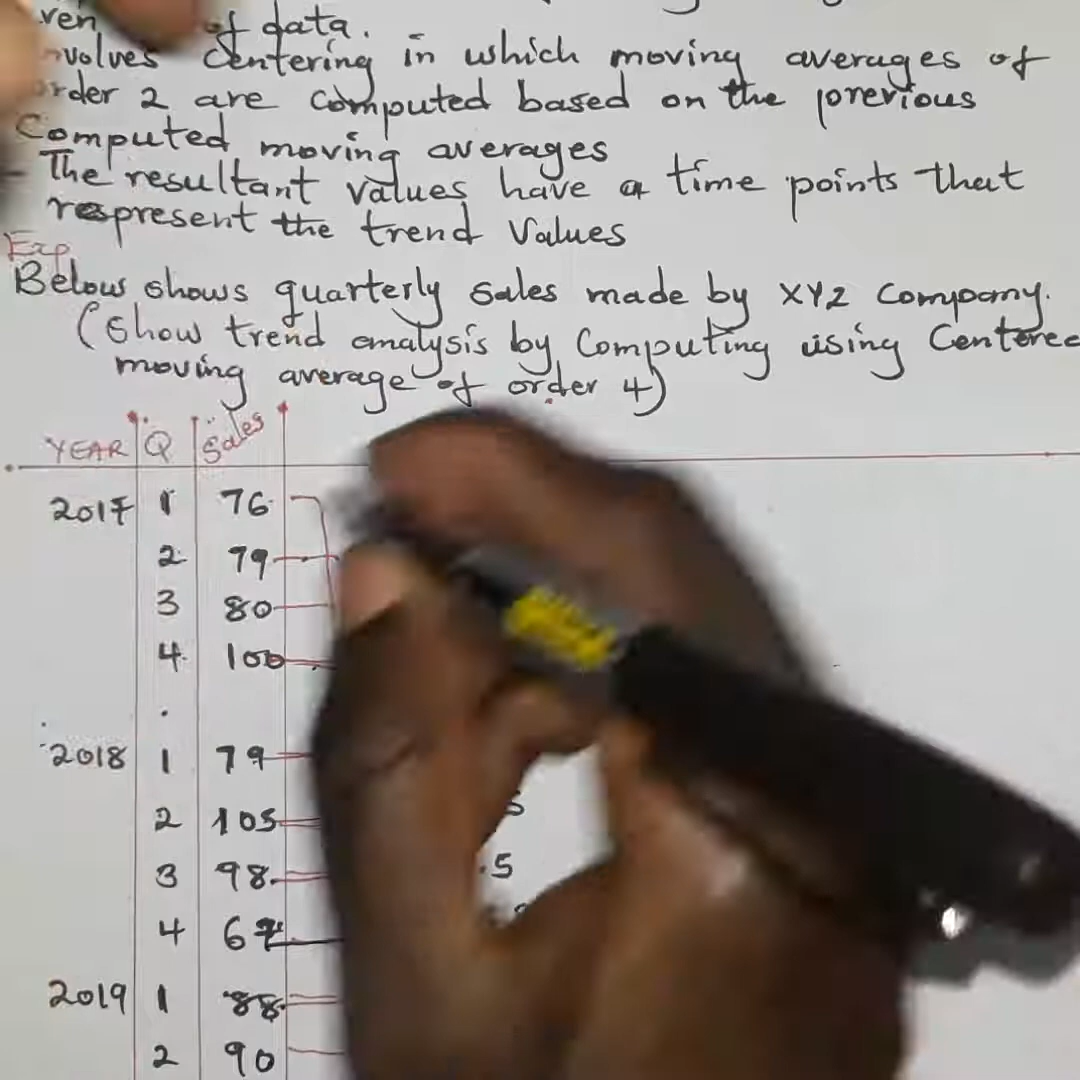 of data.
Centering in which moving averages of
order 2 are computed based on the previous
Computed moving averages
- The resultant values have a time points that
represent the trend Values
Exp
Below shows quarterly sales made by XYZ Company.
(Show trend analysis by Computing using Centered
moving average of order 4)
YEAR Q Sales
2017 1 76
2 79
3 80
4 100
2018 1 79
2 105
3 98 .5
4 67
2019 1 88
2 90